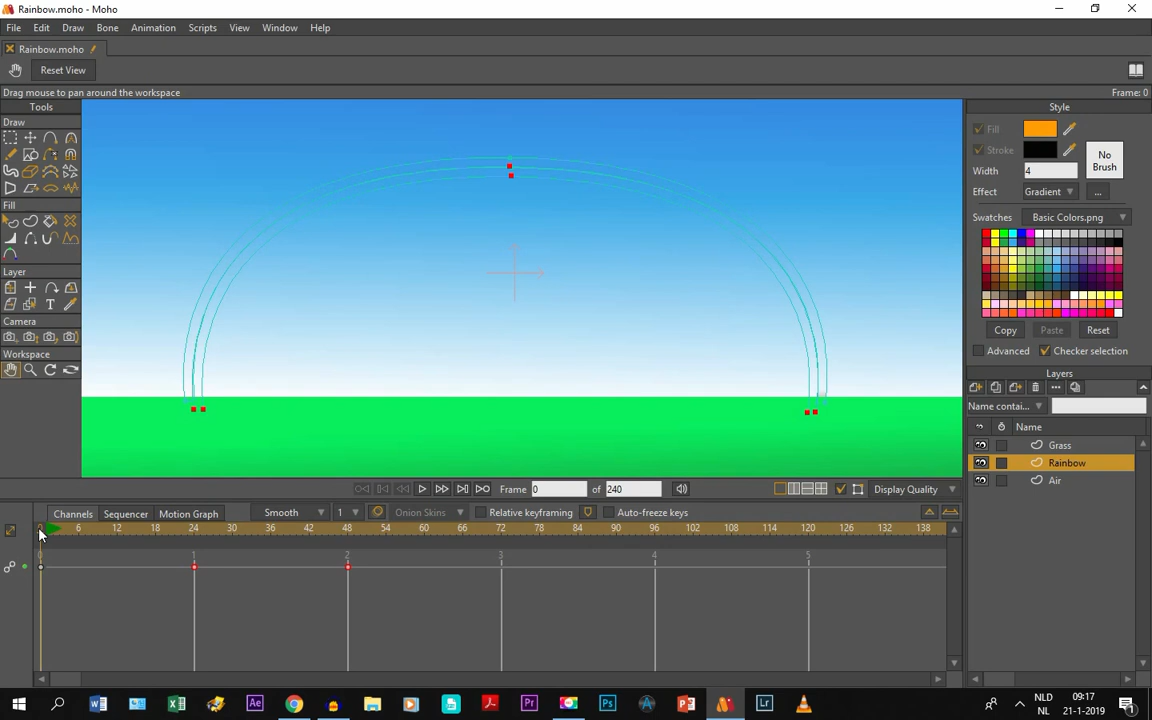 Rainbow.moho - Moho
File Edit Draw Bone Animation Scripts View Window Help
Rainbow.moho
Reset View
Drag mouse to pan around the workspace Frame: 0
Tools Style
Draw
Fill
Stroke
No Brush
Width 4
Effect Gradient ...
Fill
Swatches Basic Colors.png
Layer
Camera
Copy Paste Reset
Workspace
Advanced Checker selection
Layers
Name contai...
Name
Grass
Rainbow
Air
Frame 0 of 240 Display Quality
Channels Sequencer Motion Graph Smooth 1 Onion Skins Relative keyframing Auto-freeze keys
0 6 12 18 24 30 36 42 48 54 60 66 72 78 84 90 96 102 108 114 120 126 132 138
0 1 2 3 4 5
NLD 09:17
NL 21-1-2019